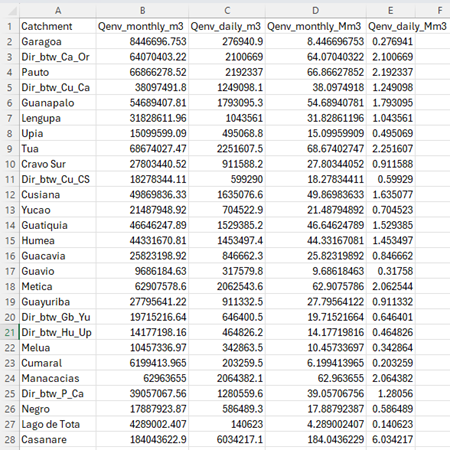 A B C D E F
1 Catchment Qenv_monthly_m3 Qenv_daily_m3 Qenv_monthly_Mm3 Qenv_daily_Mm3
2 Garagoa 8446696.753 276940.9 8.446696753 0.276941
3 Dir_btw_Ca_Or 64070403.22 2100669 64.07040322 2.100669
4 Pauto 66866278.52 2192337 66.86627852 2.192337
5 Dir_btw_Cu_Ca 38097491.8 1249098.1 38.0974918 1.249098
6 Guanapalo 54689407.81 1793095.3 54.68940781 1.793095
7 Lengupa 31828611.96 1043561 31.82861196 1.043561
8 Upia 15099599.09 495068.8 15.09959909 0.495069
9 Tua 68674027.47 2251607.5 68.67402747 2.251607
10 Cravo Sur 27803440.52 911588.2 27.80344052 0.911588
11 Dir_btw_Cu_CS 18278344.11 599290 18.27834411 0.59929
12 Cusiana 49869836.33 1635076.6 49.86983633 1.635077
13 Yucao 21487948.92 704522.9 21.48794892 0.704523
14 Guatiquia 46646247.89 1529385.2 46.64624789 1.529385
15 Humea 44331670.81 1453497.4 44.33167081 1.453497
16 Guacavia 25823198.92 846662.3 25.82319892 0.846662
17 Guavio 9686184.63 317579.8 9.68618463 0.31758
18 Metica 62907578.6 2062543.6 62.9075786 2.062544
19 Guayuriba 27795641.22 911332.5 27.79564122 0.911332
20 Dir_btw_Gb_Yu 19715216.64 646400.5 19.71521664 0.646401
21 Dir_btw_Hu_Up 14177198.16 464826.2 14.17719816 0.464826
22 Melua 10457336.97 342863.5 10.45733697 0.342864
23 Cumaral 6199413.965 203259.5 6.199413965 0.203259
24 Manacacias 62963655 2064382.1 62.963655 2.064382
25 Dir_btw_P_Ca 39057067.56 1280559.6 39.05706756 1.28056
26 Negro 17887923.87 586489.3 17.88792387 0.586489
27 Lago de Tota 4289002.407 140623 4.289002407 0.140623
28 Casanare 184043622.9 6034217.1 184.0436229 6.034217